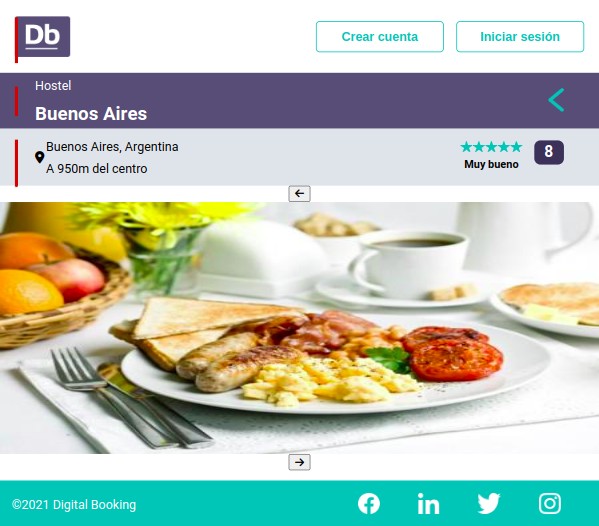 Db
Crear cuenta
Iniciar sesión
Hostel
Buenos Aires
Buenos Aires, Argentina
A 950m del centro
8
Muy bueno
©2021 Digital Booking